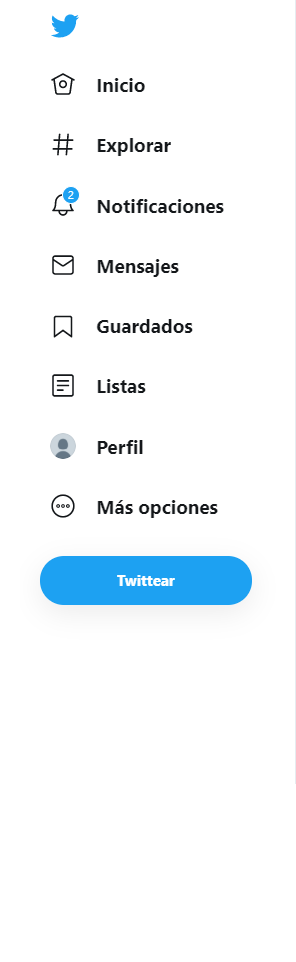 Inicio
Explorar
2
Notificaciones
Mensajes
Guardados
Listas
Perfil
Más opciones
Twittear